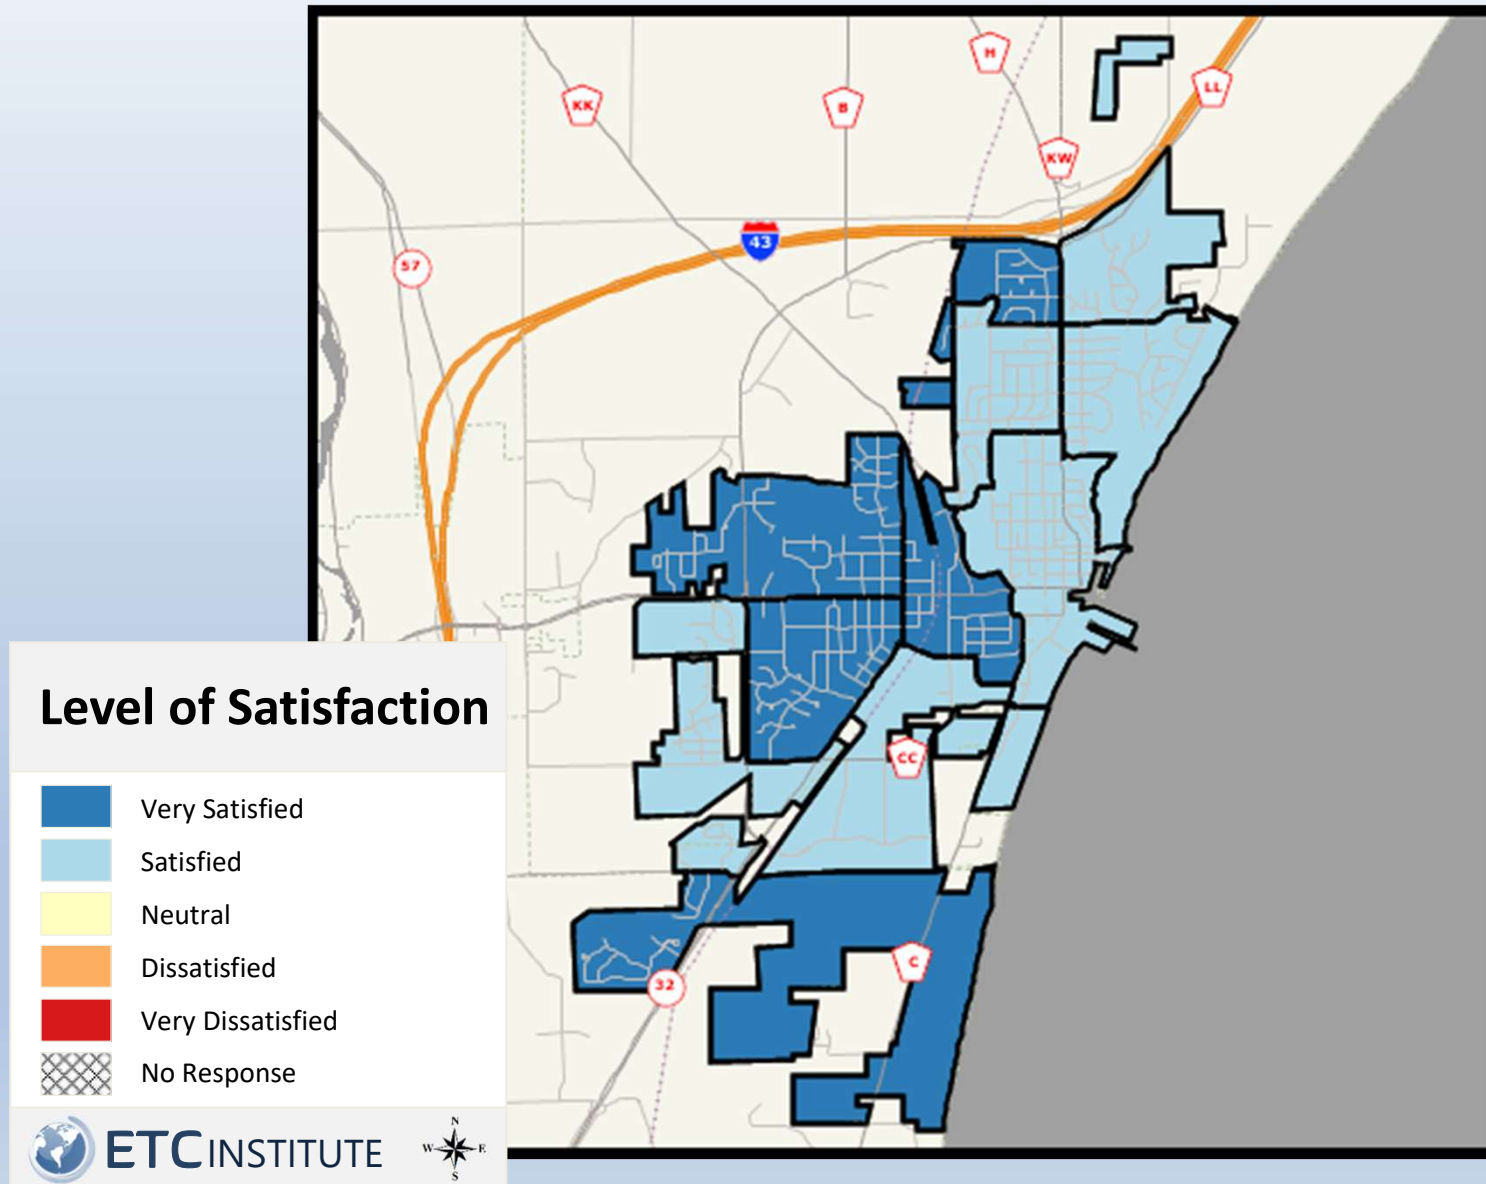 H
KK
B
LL
KW
43
57
CC
C
32
Level of Satisfaction
Very Satisfied
Satisfied
Neutral
Dissatisfied
Very Dissatisfied
No Response
ETC INSTITUTE
N
W E
S